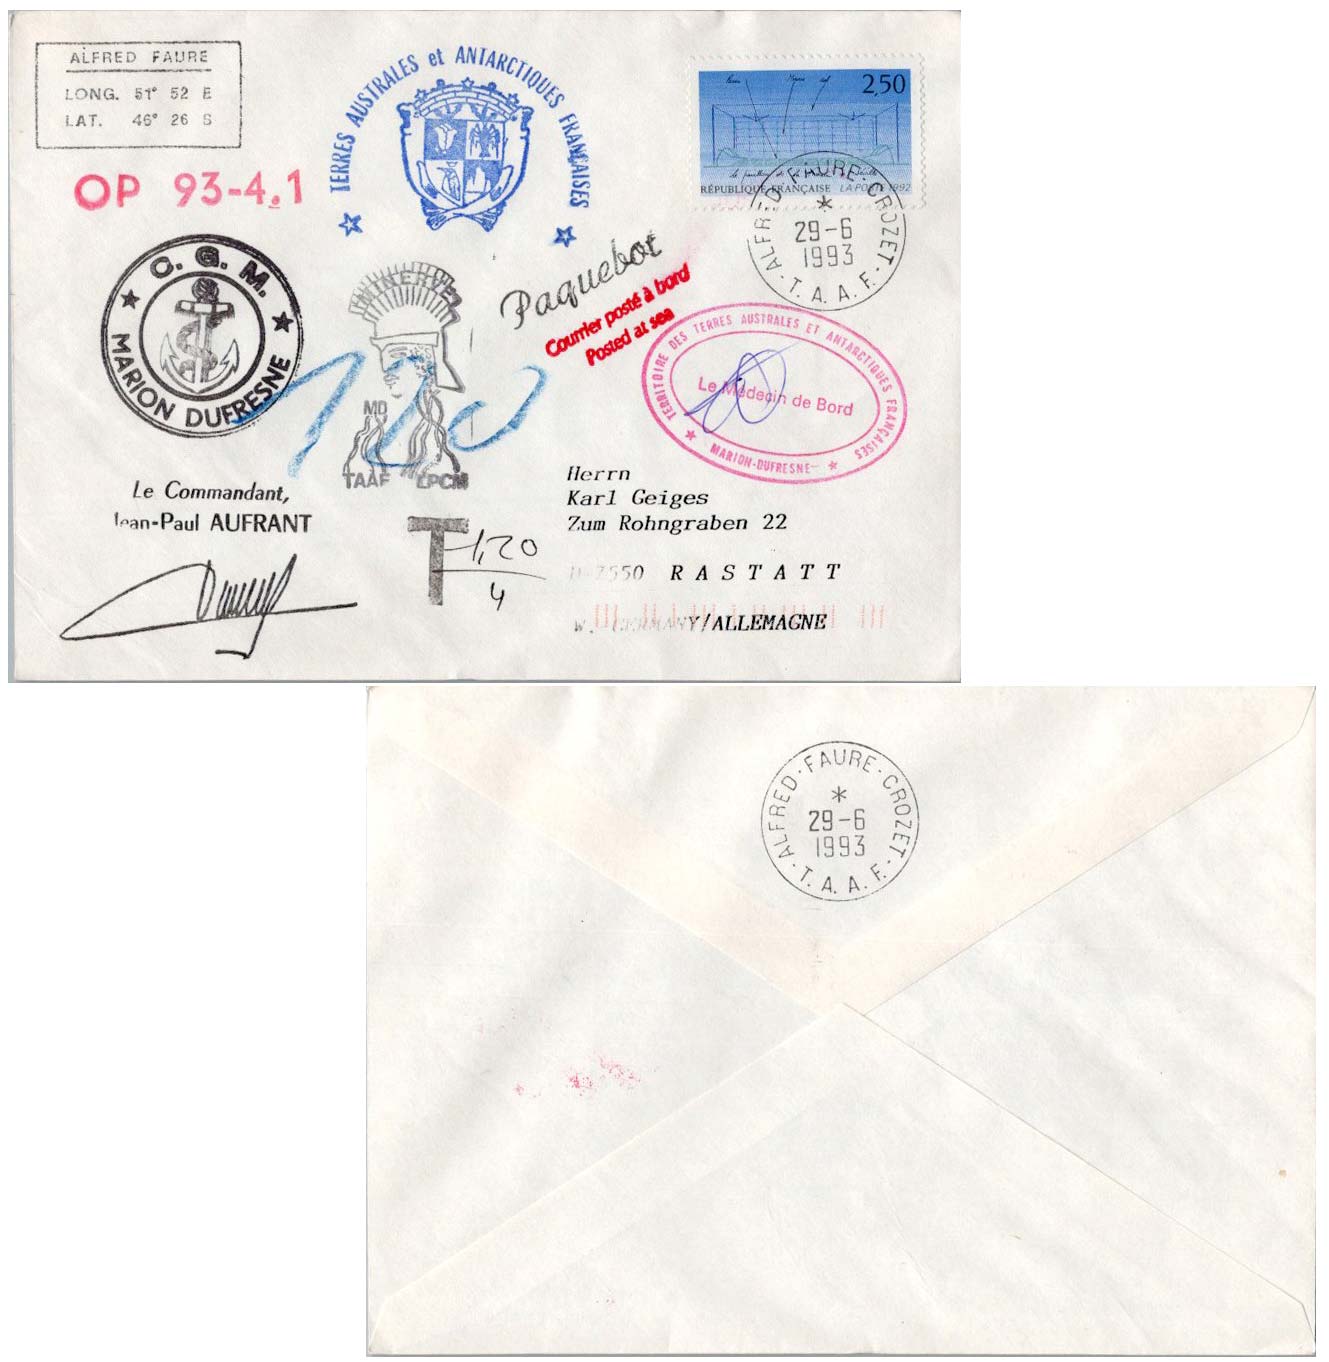 ALFRED FAURE
LONG. 51° 52 E
LAT. 46° 26 S
OP 93-4.1
TERRES AUSTRALES et ANTARCTIQUES FRANÇAISES
2,50
RÉPUBLIQUE FRANÇAISE LA POSTE 1992
ALFRED·FAURE·CROZET·
29-6
1993
T.A.A.F.
C. G. M.
MARION DUFRESNE
MINERVE
MD
TAAF EPCM
Paquebot
Courrier posté à bord
Posted at sea
TERRITOIRE DES TERRES AUSTRALES ET ANTARCTIQUES FRANÇAISES
Le Médecin de Bord
MARION-DUFRESNE
Le Commandant,
Jean-Paul AUFRANT
T 1,20
4
Herrn
Karl Geiges
Zum Rohngraben 22
D-7550 RASTATT
W. GERMANY/ALLEMAGNE
ALFRED·FAURE·CROZET·
29-6
1993
T.A.A.F.